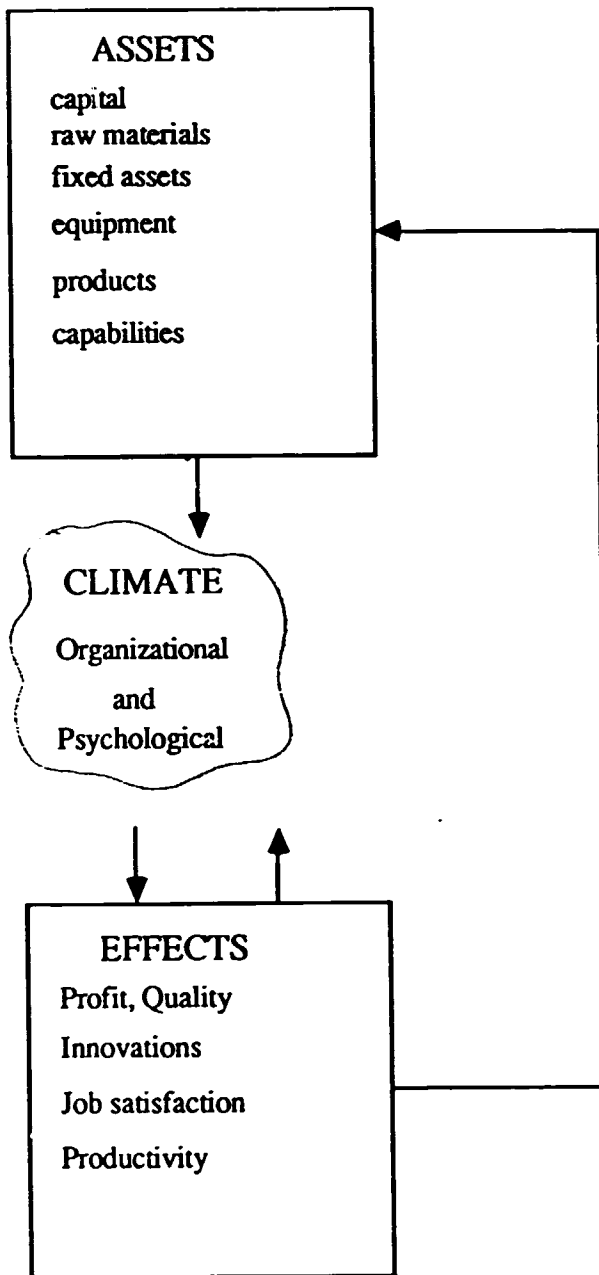 ASSETS
capital
raw materials
fixed assets
equipment
products
capabilities
CLIMATE
Organizational
and
Psychological
EFFECTS
Profit, Quality
Innovations
Job satisfaction
Productivity